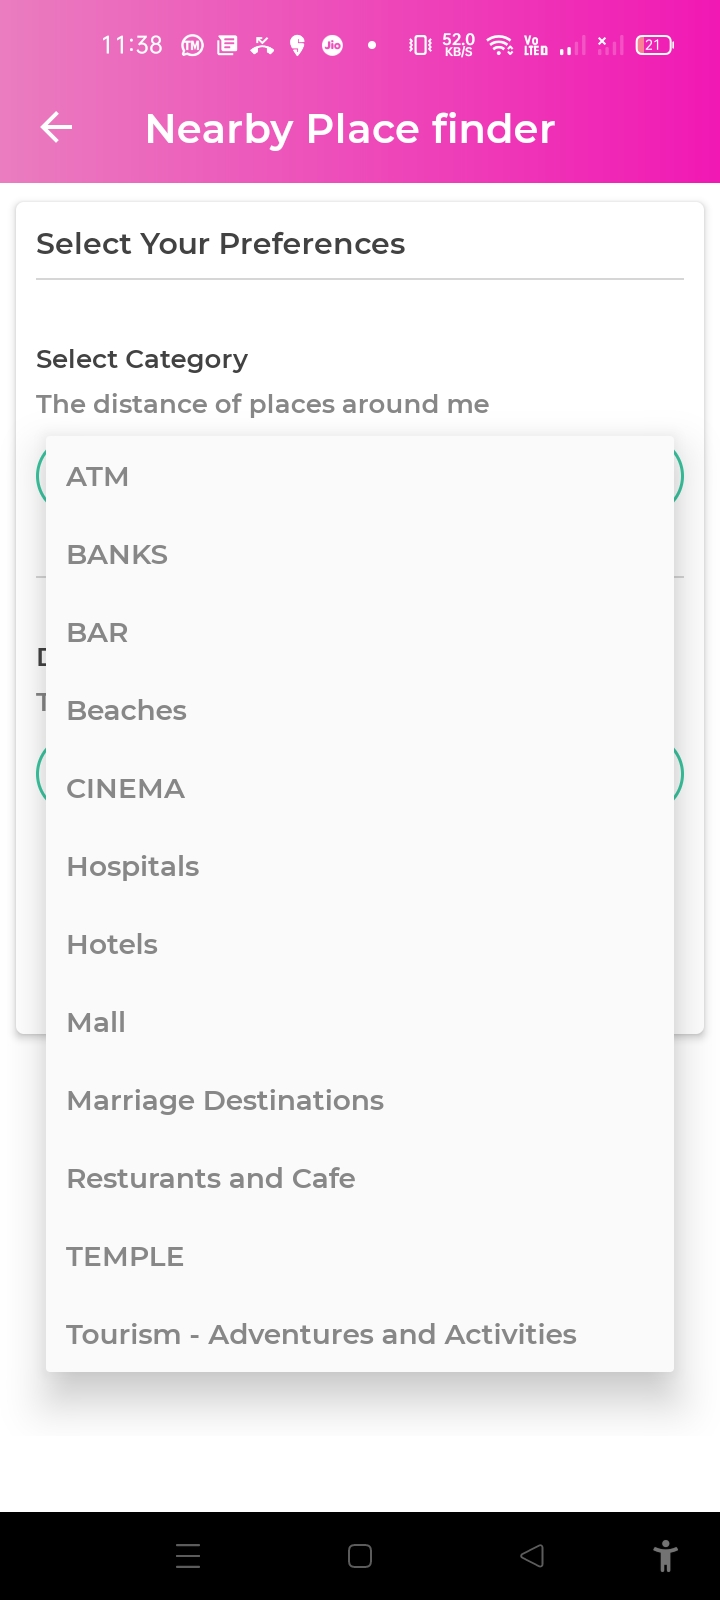 11:38 TM Jio 52.0 KB/S Vo LTE D 21
Nearby Place finder
Select Your Preferences
Select Category
The distance of places around me
ATM
BANKS
BAR
Beaches
CINEMA
Hospitals
Hotels
Mall
Marriage Destinations
Resturants and Cafe
TEMPLE
Tourism - Adventures and Activities